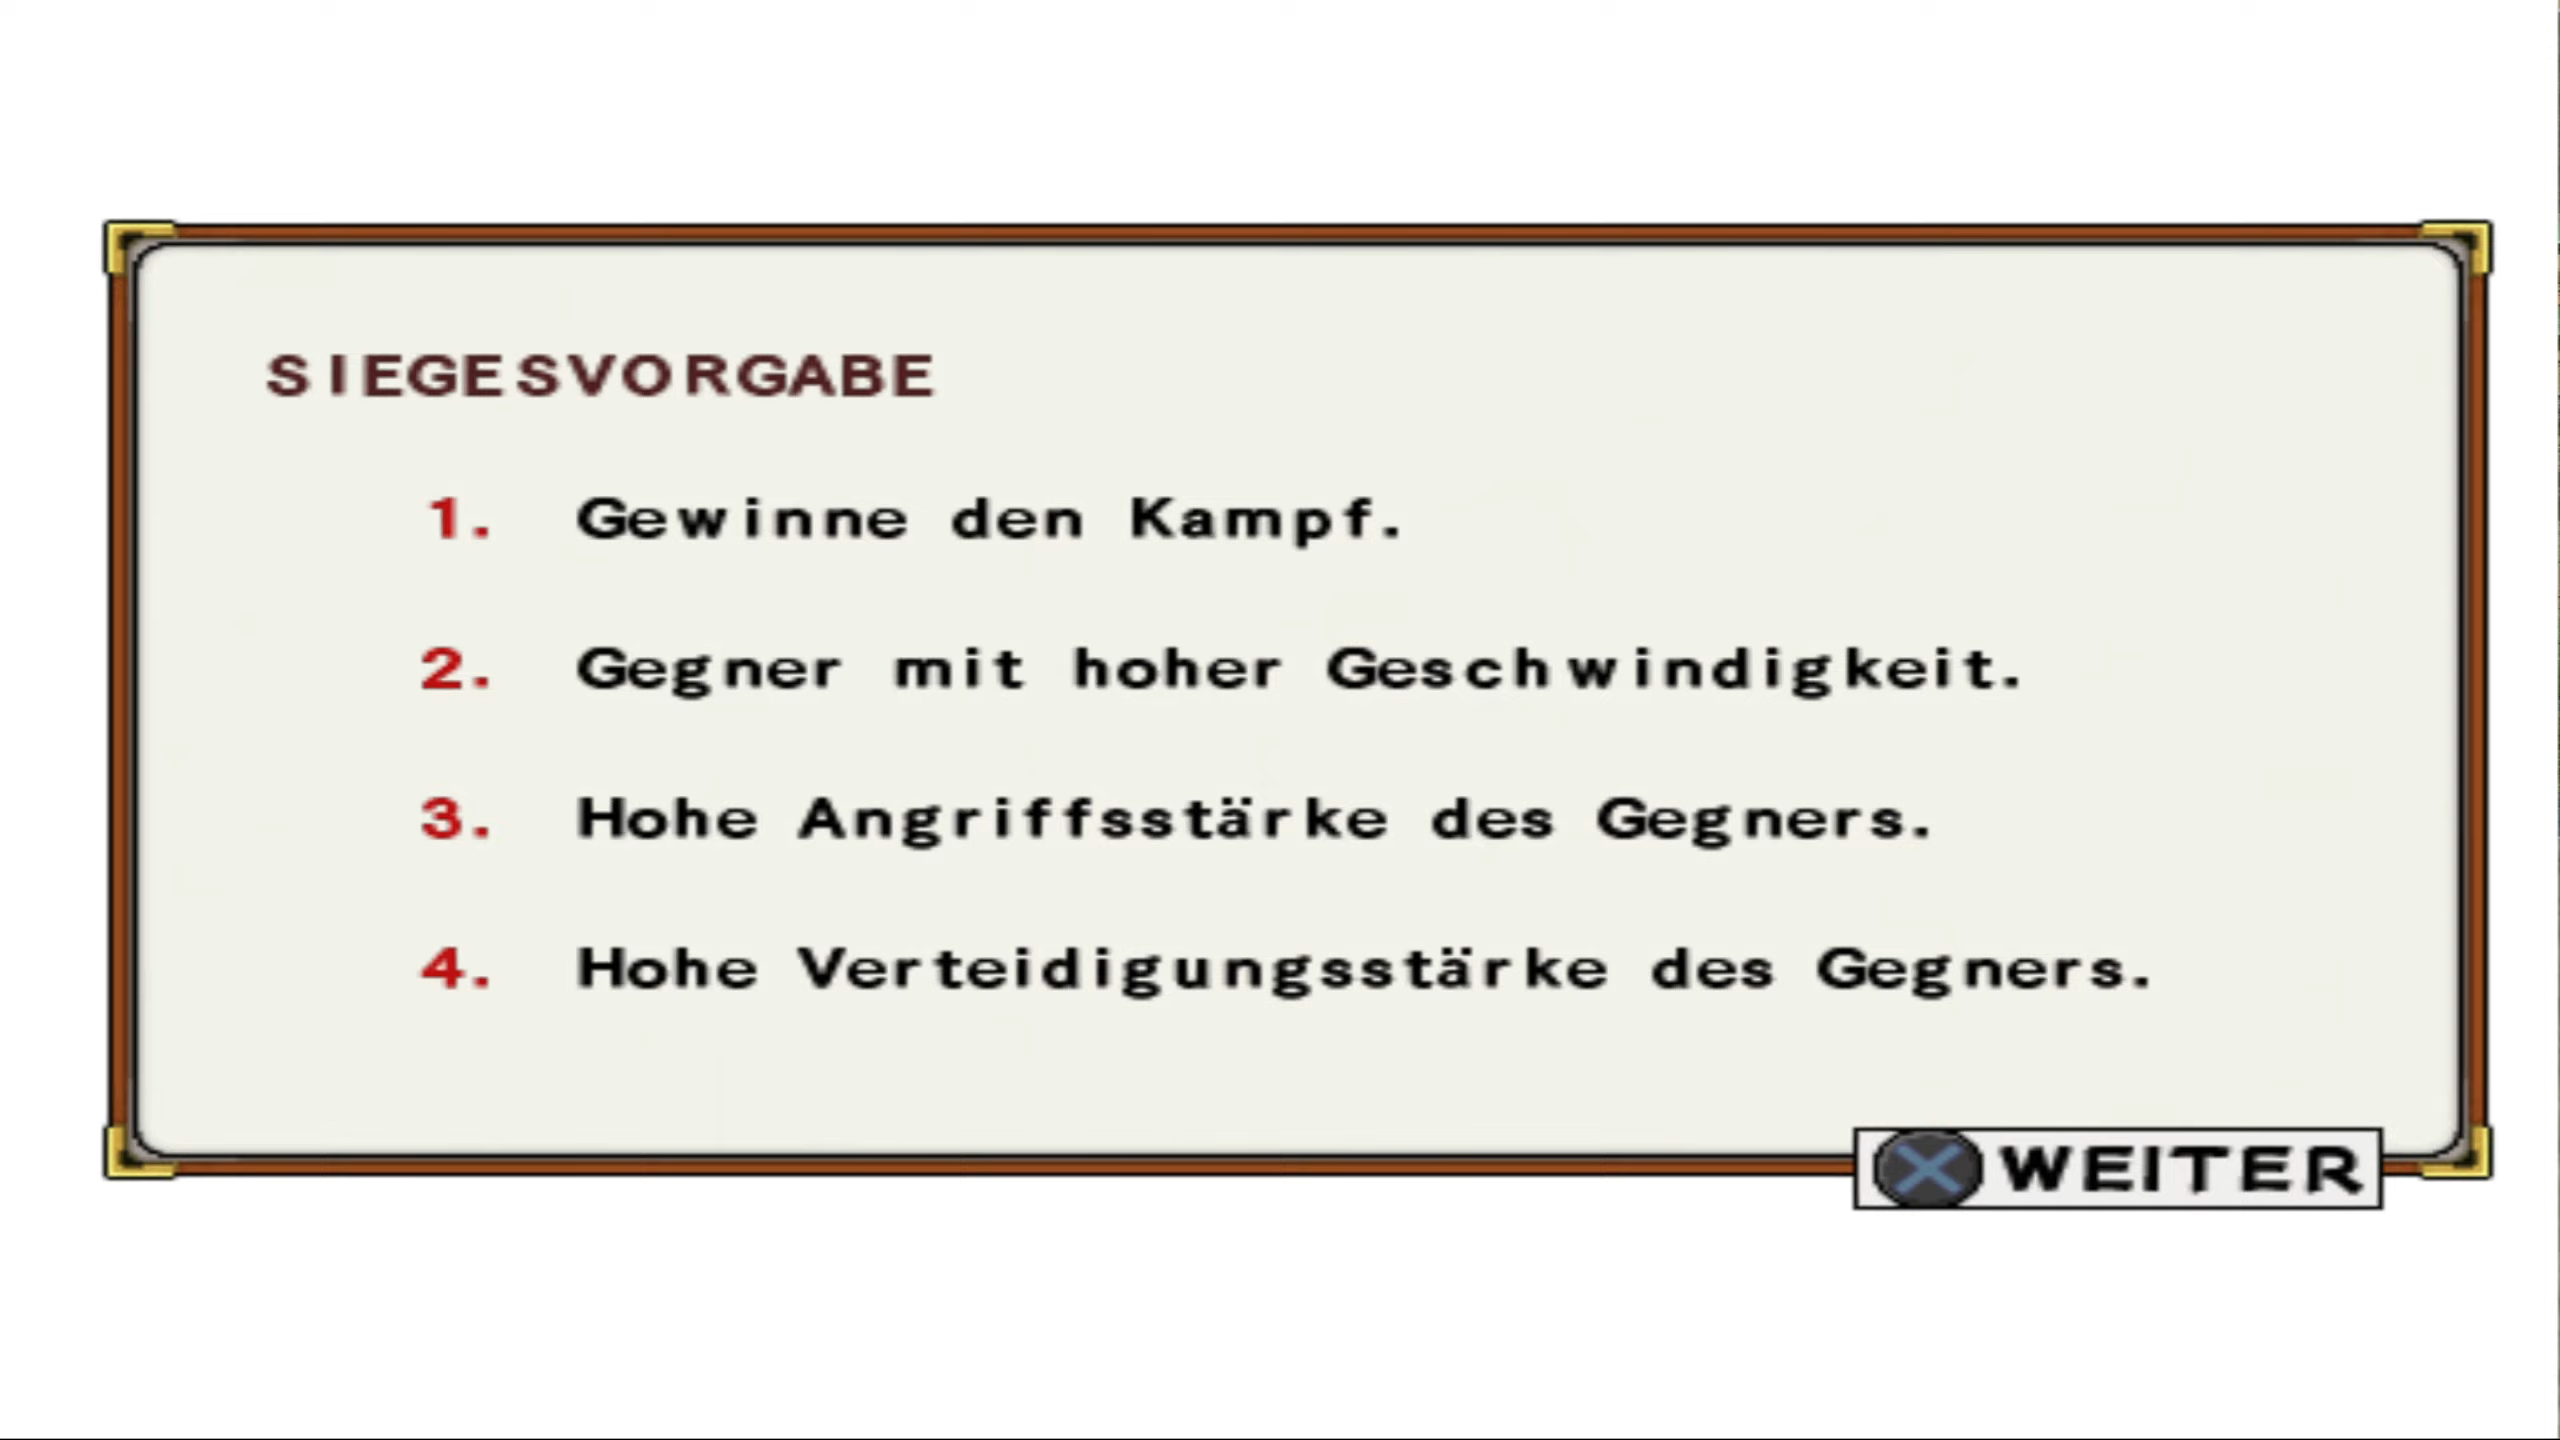 SIEGESVORGABE
1. Gewinne den Kampf.
2. Gegner mit hoher Geschwindigkeit.
3. Hohe Angriffsstärke des Gegners.
4. Hohe Verteidigungsstärke des Gegners.
WEITER